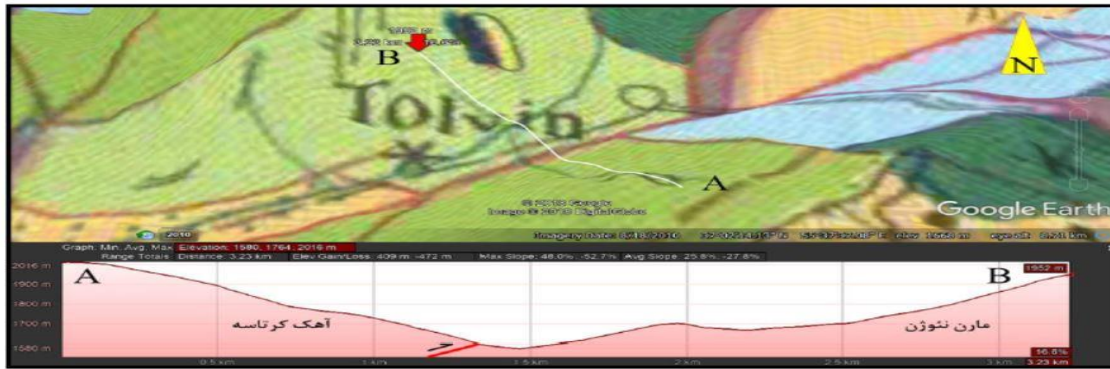 B
N
Tolvin
A
© 2018 Google
Image © 2018 DigitalGlobe
Google Earth
2010
Graph: Min, Avg, Max Elevation: 1580, 1764, 2016 m
Range Totals: Distance: 3.23 km Elev Gain/Loss: 409 m, -472 m Max Slope: 48.0%, -52.7% Avg Slope: 25.8%, -27.8%
2016 m
A
B
1952 m
1900 m
1800 m
آهک کرتاسه
مارن نئوژن
1700 m
1580 m
16.8%
0.5 km
1 km
1.5 km
2 km
2.5 km
3 km
3.23 km